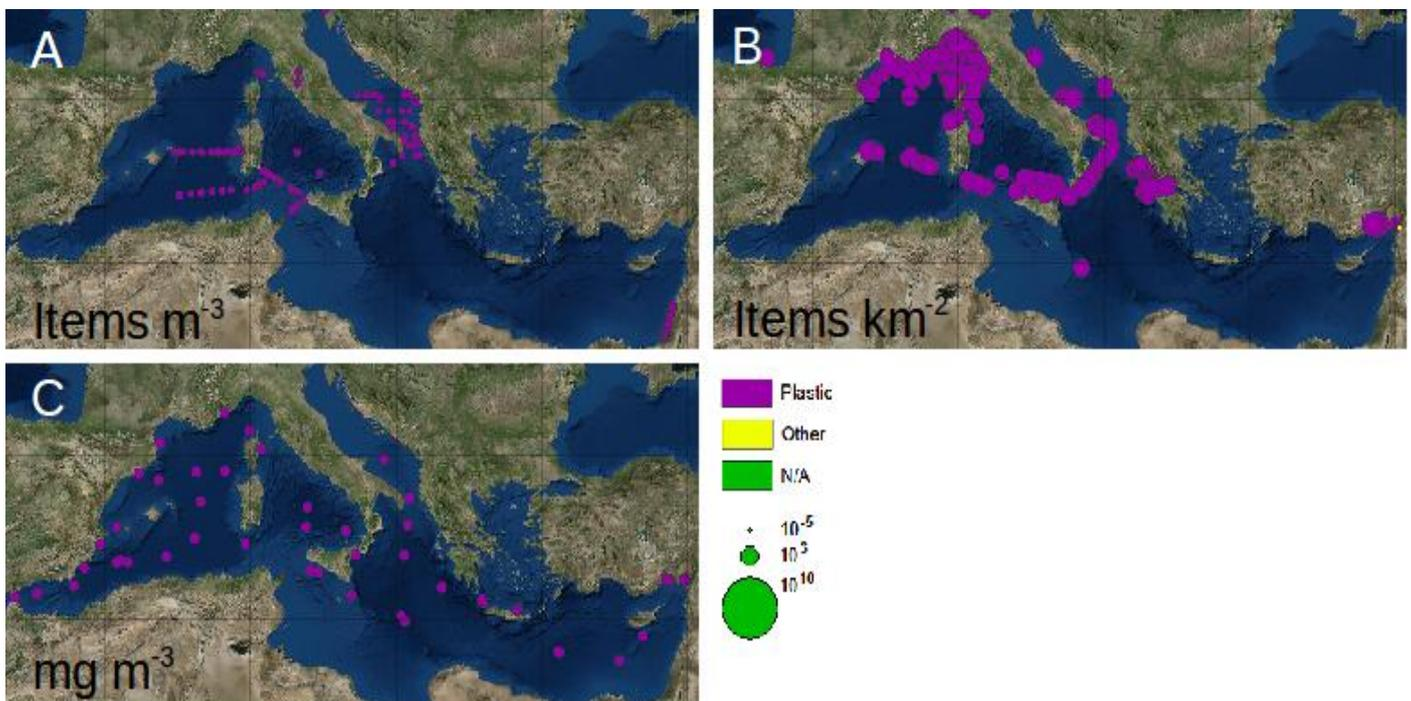 A
Items m⁻³
B
Items km⁻²
C
mg m⁻³
Plastic
Other
N/A
10⁻⁵
10³
10¹⁰